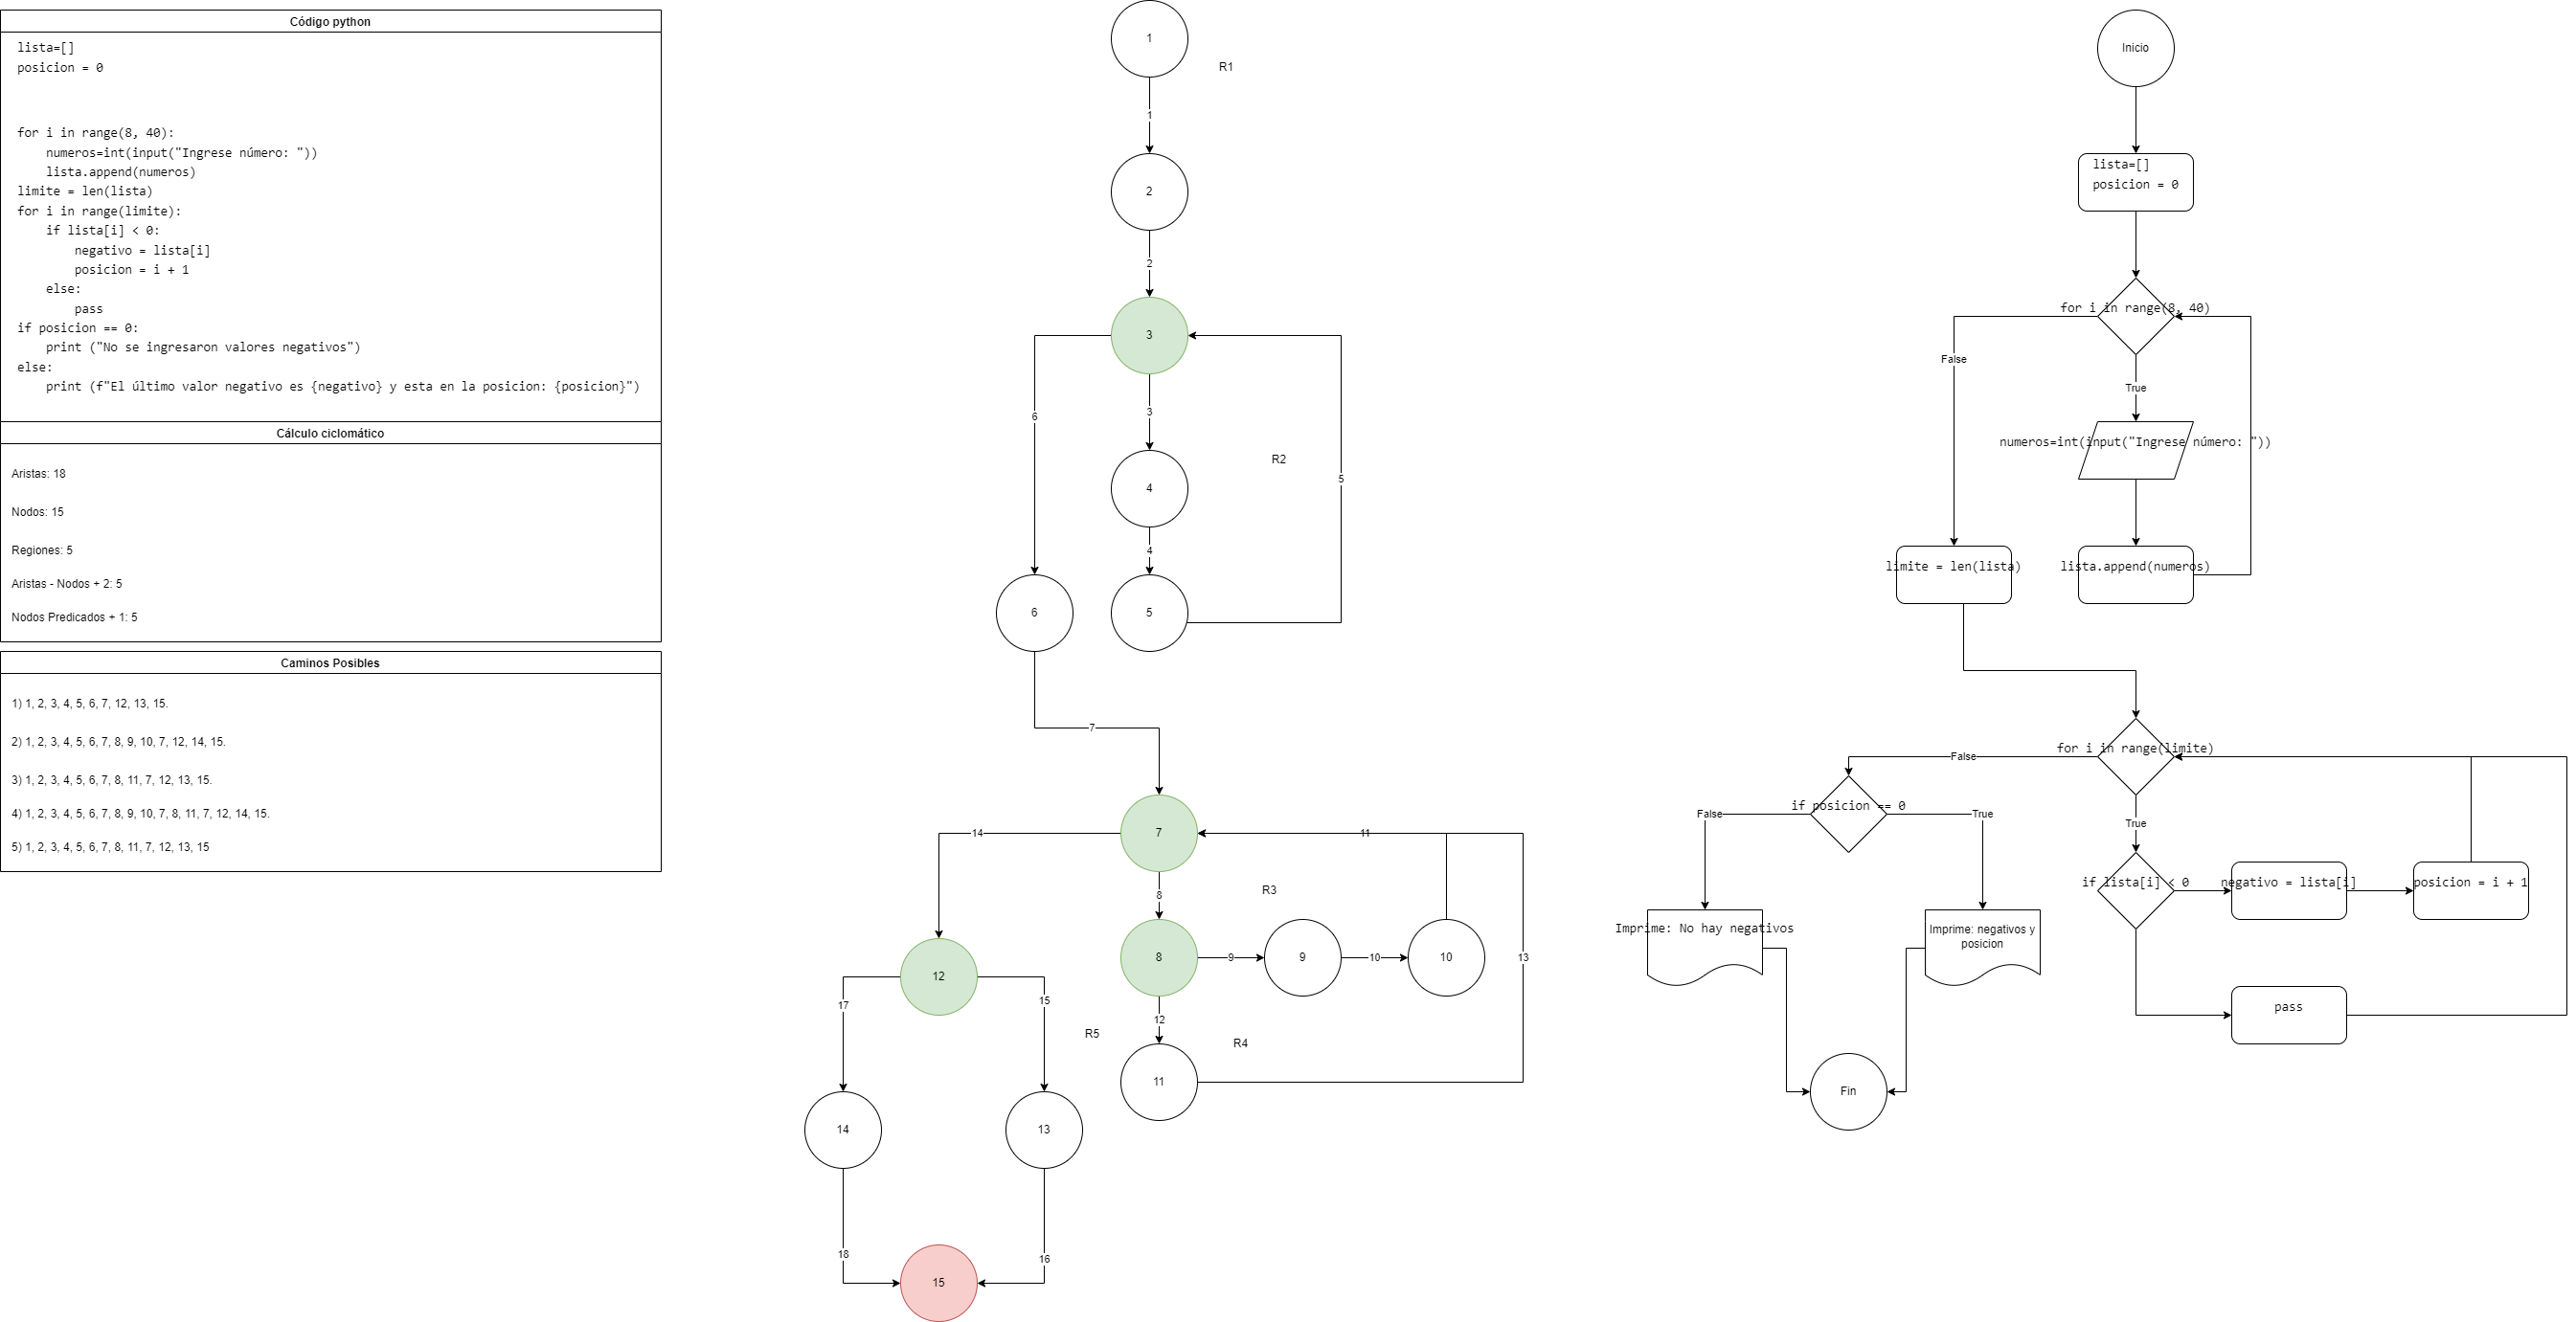 Código python
lista=[]
posicion = 0
for i in range(8, 40):
    numeros=int(input("Ingrese número: "))
    lista.append(numeros)
limite = len(lista)
for i in range(limite):
    if lista[i] < 0:
        negativo = lista[i]
        posicion = i + 1
    else:
        pass
if posicion == 0:
    print ("No se ingresaron valores negativos")
else:
    print (f"El último valor negativo es {negativo} y esta en la posicion: {posicion}")
Cálculo ciclomático
Aristas: 18
Nodos: 15
Regiones: 5
Aristas - Nodos + 2: 5
Nodos Predicados + 1: 5
Caminos Posibles
1) 1, 2, 3, 4, 5, 6, 7, 12, 13, 15.
2) 1, 2, 3, 4, 5, 6, 7, 8, 9, 10, 7, 12, 14, 15.
3) 1, 2, 3, 4, 5, 6, 7, 8, 11, 7, 12, 13, 15.
4) 1, 2, 3, 4, 5, 6, 7, 8, 9, 10, 7, 8, 11, 7, 12, 14, 15.
5) 1, 2, 3, 4, 5, 6, 7, 8, 11, 7, 12, 13, 15
1
R1
1
2
2
3
6
3
R2
4
5
4
6
5
7
7
14
11
8
R3
8
9
9
10
10
13
12
12
17
15
R5
R4
11
14
13
18
16
15
Inicio
lista=[]
posicion = 0
for i in range(8, 40)
False
True
numeros=int(input("Ingrese número: "))
limite = len(lista)
lista.append(numeros)
for i in range(limite)
False
if posicion == 0
False
True
True
if lista[i] < 0
negativo = lista[i]
posicion = i + 1
Imprime: No hay negativos
Imprime: negativos y
posicion
pass
Fin